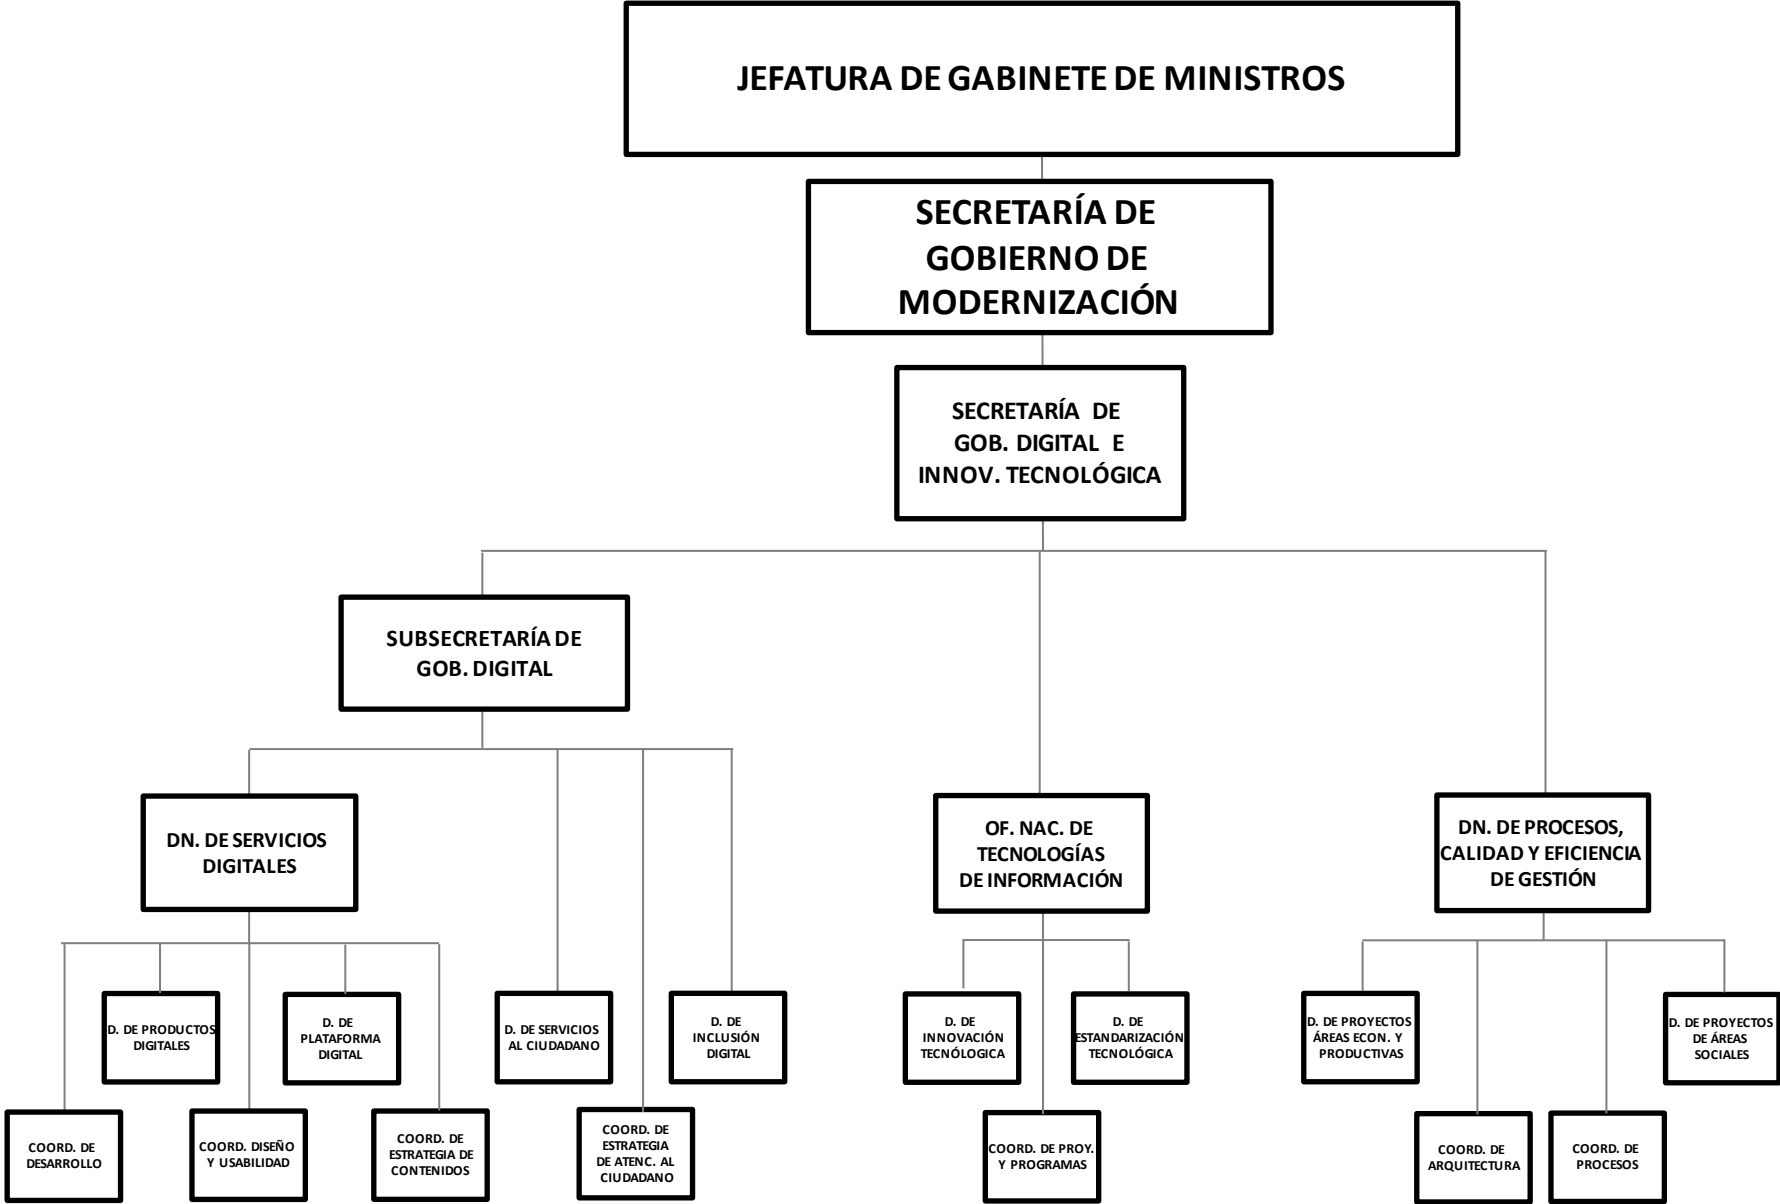 JEFATURA DE GABINETE DE MINISTROS
SECRETARÍA DE
GOBIERNO DE
MODERNIZACIÓN
SECRETARÍA DE
GOB. DIGITAL E
INNOV. TECNOLÓGICA
SUBSECRETARÍA DE
GOB. DIGITAL
DN. DE SERVICIOS
DIGITALES
OF. NAC. DE
TECNOLOGÍAS
DE INFORMACIÓN
DN. DE PROCESOS,
CALIDAD Y EFICIENCIA
DE GESTIÓN
D. DE PRODUCTOS
DIGITALES
D. DE
PLATAFORMA
DIGITAL
D. DE SERVICIOS
AL CIUDADANO
D. DE
INCLUSIÓN
DIGITAL
D. DE
INNOVACIÓN
TECNÓLOGICA
D. DE
ESTANDARIZACIÓN
TECNOLÓGICA
D. DE PROYECTOS
ÁREAS ECON. Y
PRODUCTIVAS
D. DE PROYECTOS
DE ÁREAS
SOCIALES
COORD. DE
DESARROLLO
COORD. DISEÑO
Y USABILIDAD
COORD. DE
ESTRATEGIA DE
CONTENIDOS
COORD. DE
ESTRATEGIA
DE ATENC. AL
CIUDADANO
COORD. DE PROY.
Y PROGRAMAS
COORD. DE
ARQUITECTURA
COORD. DE
PROCESOS